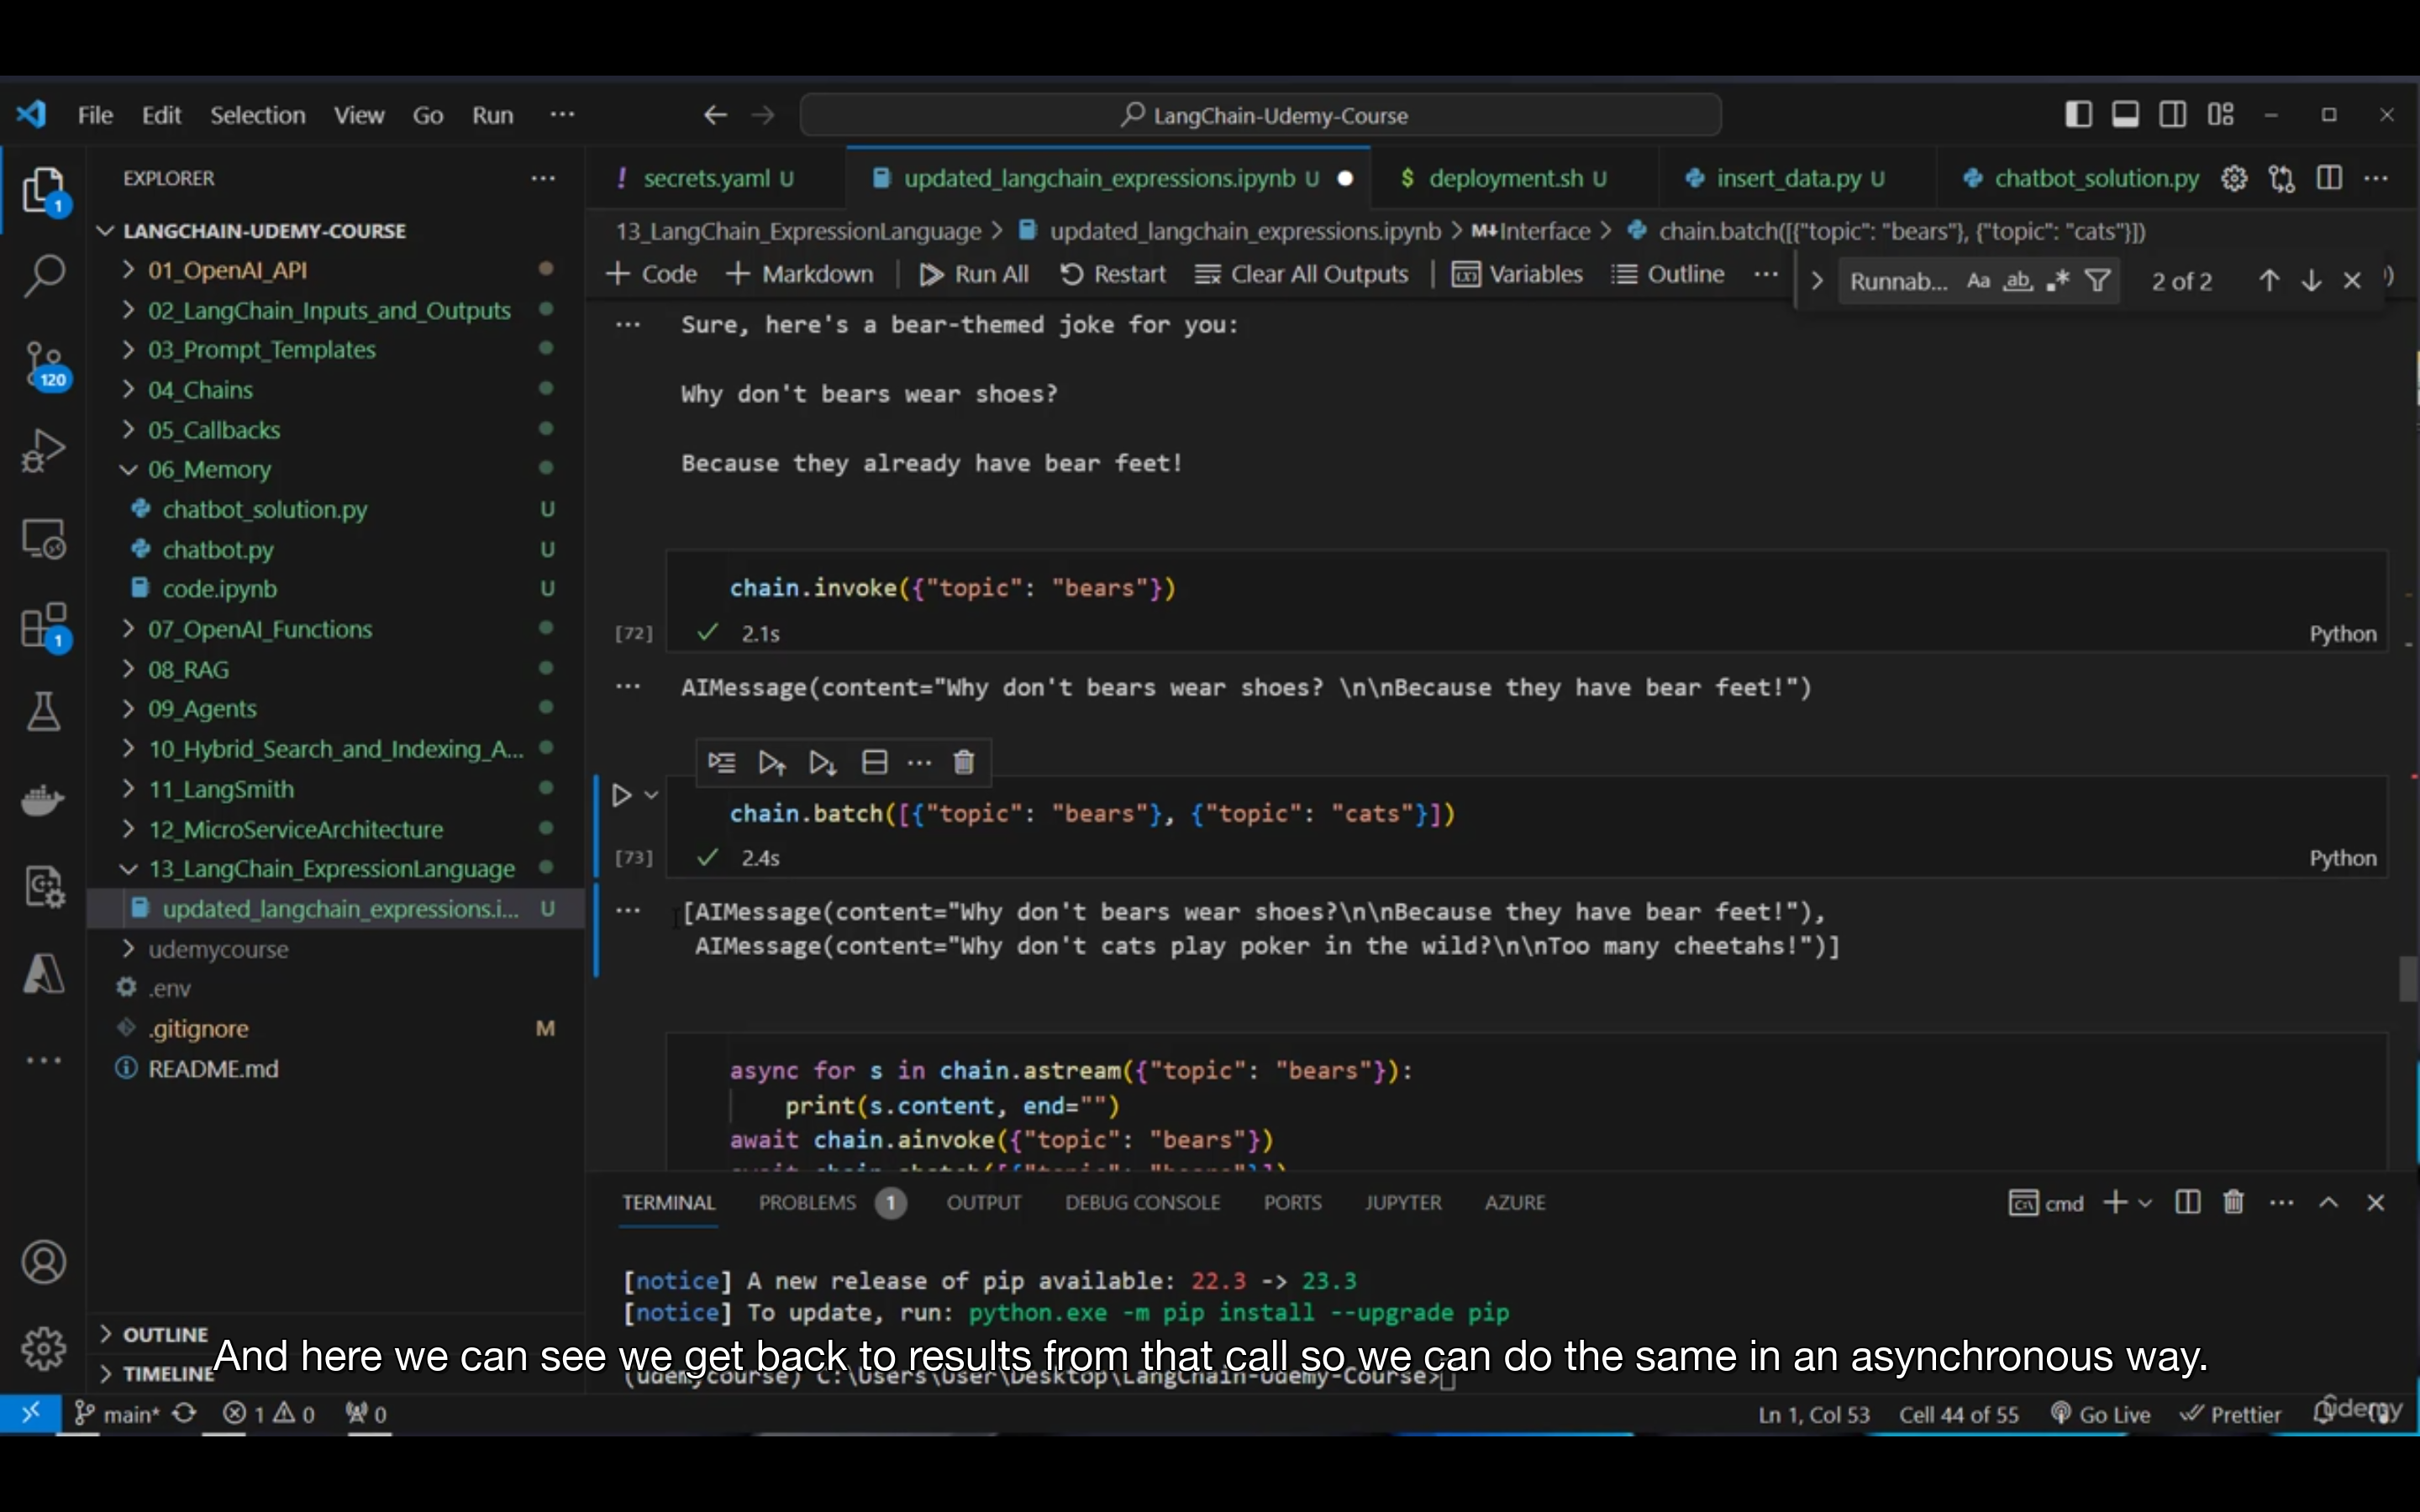 File Edit Selection View Go Run ··· LangChain-Udemy-Course
EXPLORER ···
LANGCHAIN-UDEMY-COURSE
01_OpenAI_API
02_LangChain_Inputs_and_Outputs
03_Prompt_Templates
04_Chains
05_Callbacks
06_Memory
chatbot_solution.py U
chatbot.py U
code.ipynb U
07_OpenAI_Functions
08_RAG
09_Agents
10_Hybrid_Search_and_Indexing_A...
11_LangSmith
12_MicroServiceArchitecture
13_LangChain_ExpressionLanguage
updated_langchain_expressions.i... U
udemycourse
.env
.gitignore M
README.md
OUTLINE
TIMELINE
1
120
1
! secrets.yaml U updated_langchain_expressions.ipynb U $ deployment.sh U insert_data.py U chatbot_solution.py
13_LangChain_ExpressionLanguage > updated_langchain_expressions.ipynb > M↓Interface > chain.batch([{"topic": "bears"}, {"topic": "cats"}])
+ Code + Markdown Run All Restart Clear All Outputs Variables Outline ···
Runnab... Aa ab 2 of 2
Sure, here's a bear-themed joke for you:
Why don't bears wear shoes?
Because they already have bear feet!
chain.invoke({"topic": "bears"})
[72] 2.1s Python
AIMessage(content="Why don't bears wear shoes? \n\nBecause they have bear feet!")
chain.batch([{"topic": "bears"}, {"topic": "cats"}])
[73] 2.4s Python
[AIMessage(content="Why don't bears wear shoes?\n\nBecause they have bear feet!"),
AIMessage(content="Why don't cats play poker in the wild?\n\nToo many cheetahs!")]
async for s in chain.astream({"topic": "bears"}):
print(s.content, end="")
await chain.ainvoke({"topic": "bears"})
TERMINAL PROBLEMS 1 OUTPUT DEBUG CONSOLE PORTS JUPYTER AZURE cmd
[notice] A new release of pip available: 22.3 -> 23.3
[notice] To update, run: python.exe -m pip install --upgrade pip
And here we can see we get back to results from that call so we can do the same in an asynchronous way.
(udemycourse) C:\Users\User\Desktop\LangChain-Udemy-Course>
main* 1 0 0 Ln 1, Col 53 Cell 44 of 55 Go Live Prettier
ûdemy